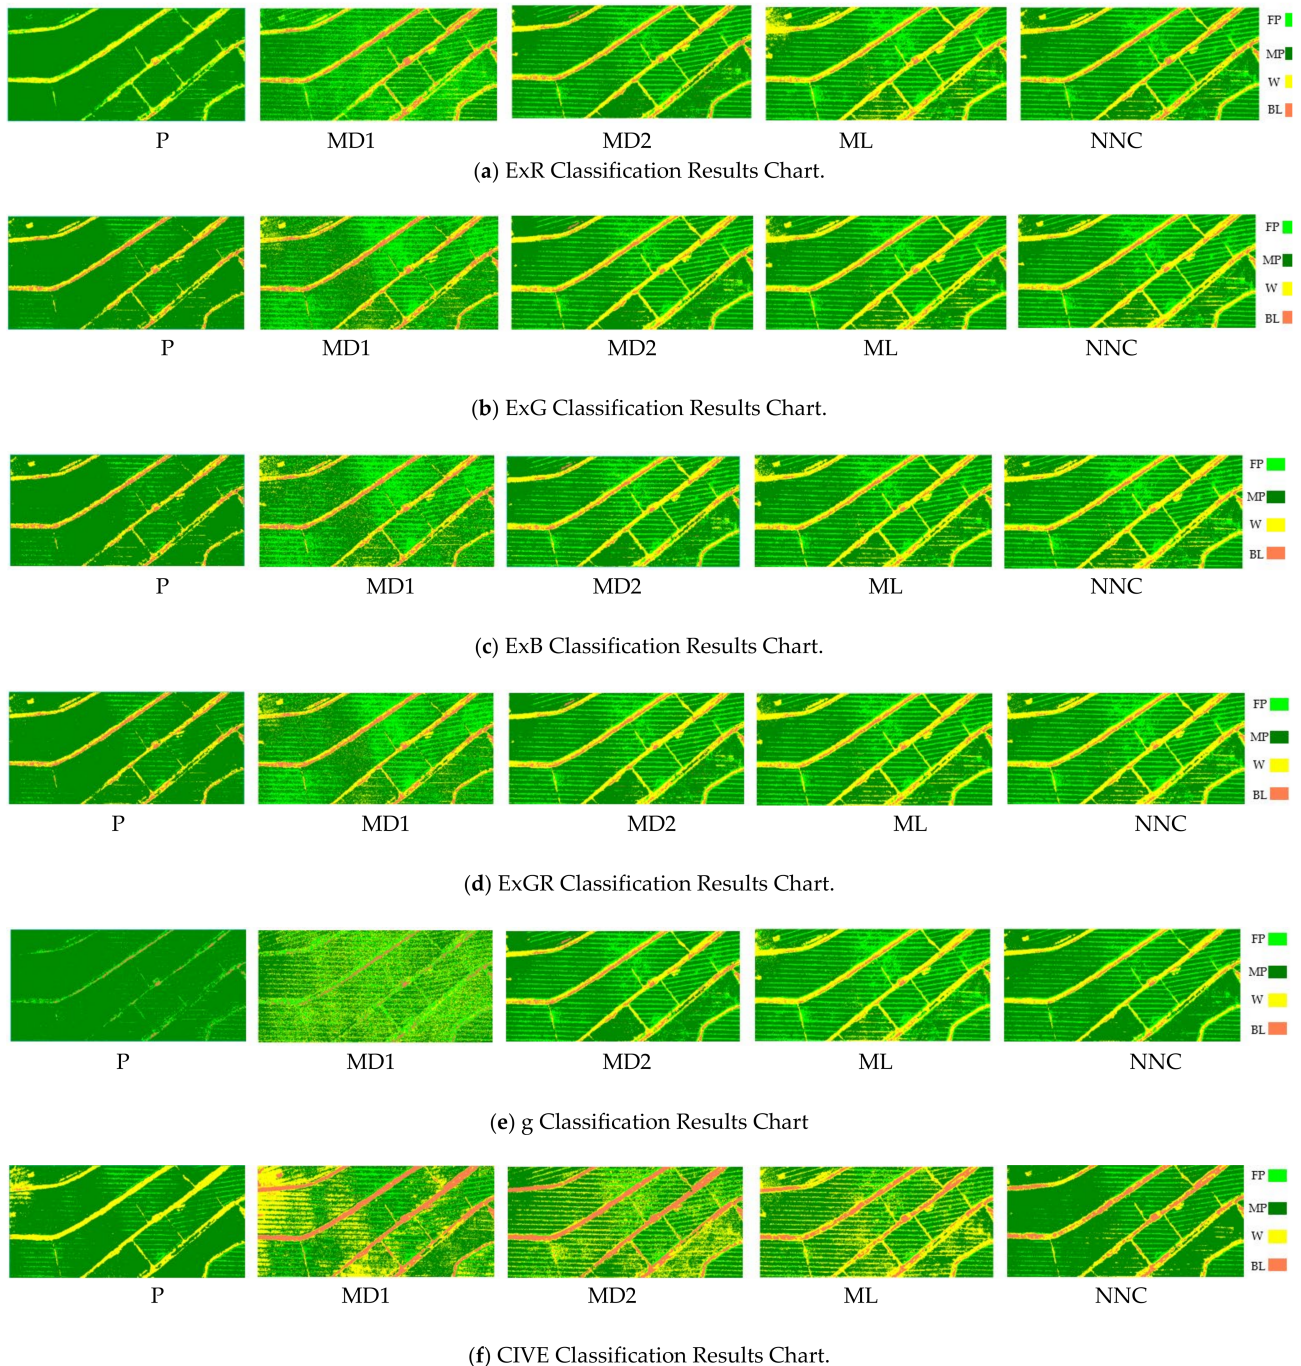 FP
MP
W
BL
P MD1 MD2 ML NNC
(a) ExR Classification Results Chart.
FP
MP
W
BL
P MD1 MD2 ML NNC
(b) ExG Classification Results Chart.
FP
MP
W
BL
P MD1 MD2 ML NNC
(c) ExB Classification Results Chart.
FP
MP
W
BL
P MD1 MD2 ML NNC
(d) ExGR Classification Results Chart.
FP
MP
W
BL
P MD1 MD2 ML NNC
(e) g Classification Results Chart
FP
MP
W
BL
P MD1 MD2 ML NNC
(f) CIVE Classification Results Chart.